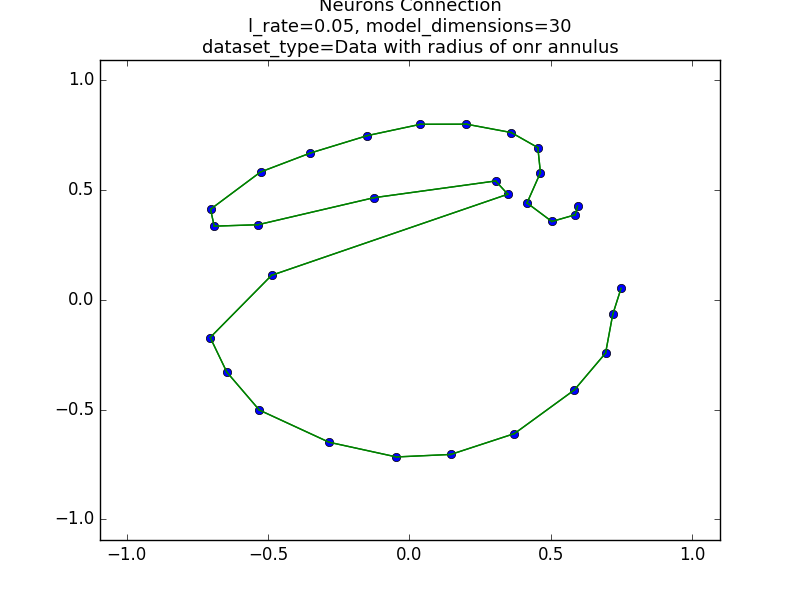 Neurons Connection
l_rate=0.05, model_dimensions=30
dataset_type=Data with radius of onr annulus
1.0
0.5
0.0
−0.5
−1.0
−1.0 −0.5 0.0 0.5 1.0